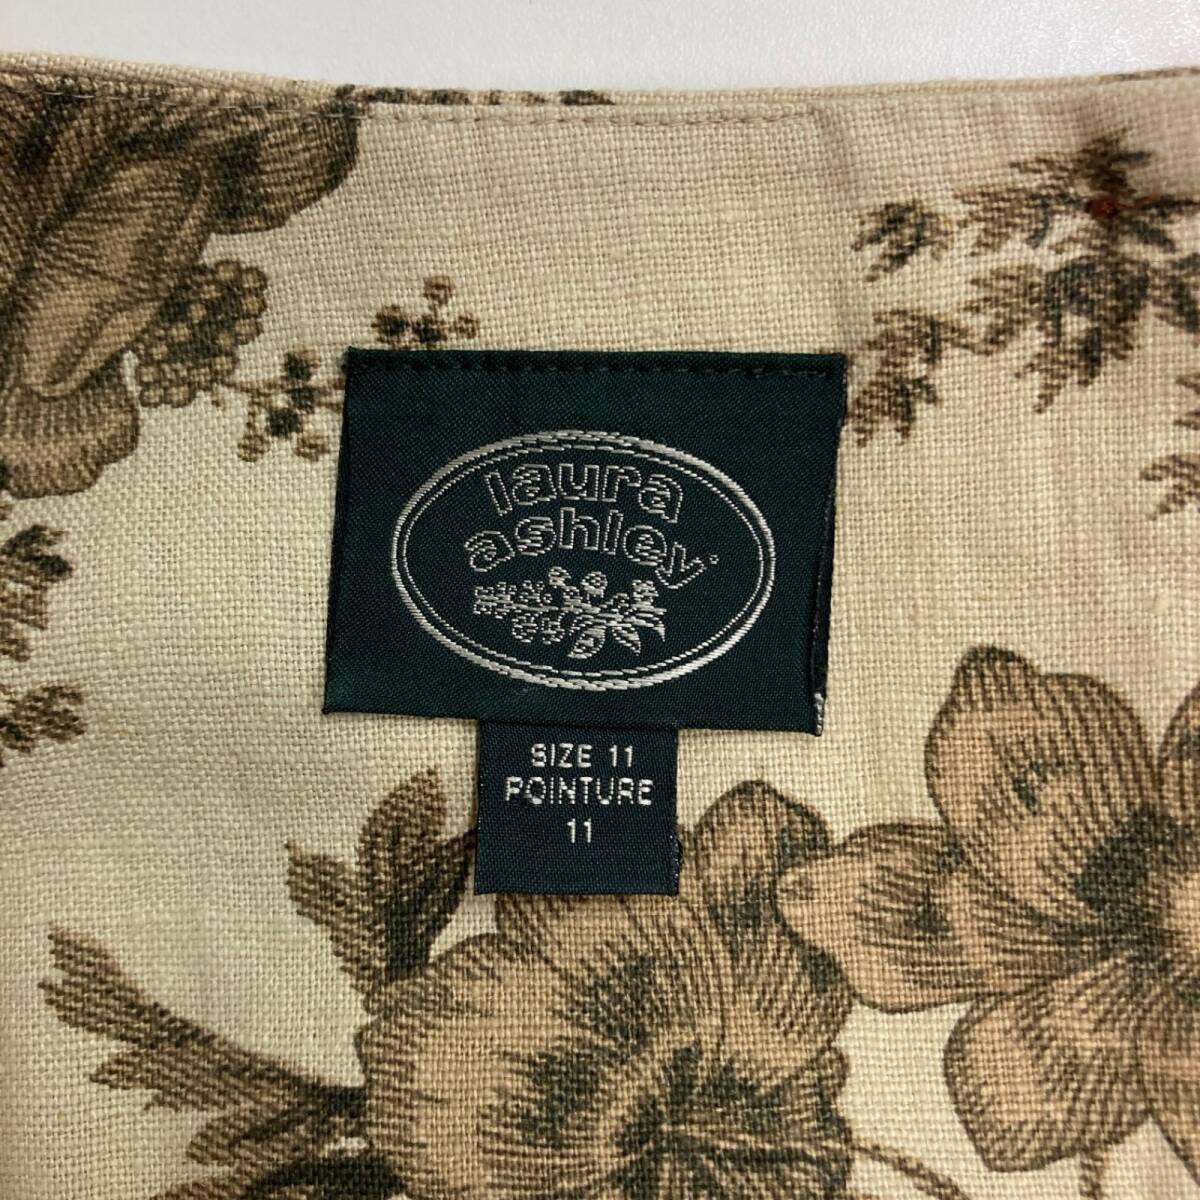 laura
ashley®
SIZE 11
POINTURE
11